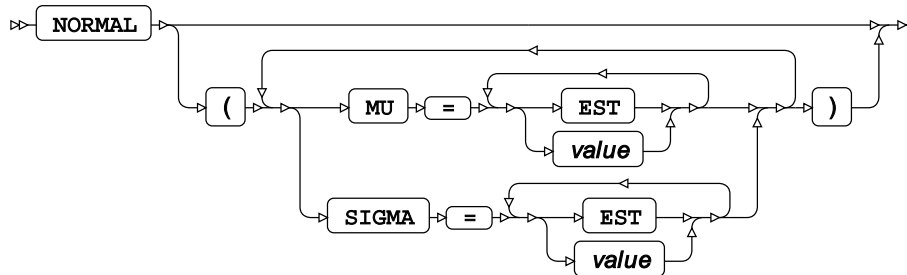 NORMAL
( MU = EST )
value
SIGMA = EST
value